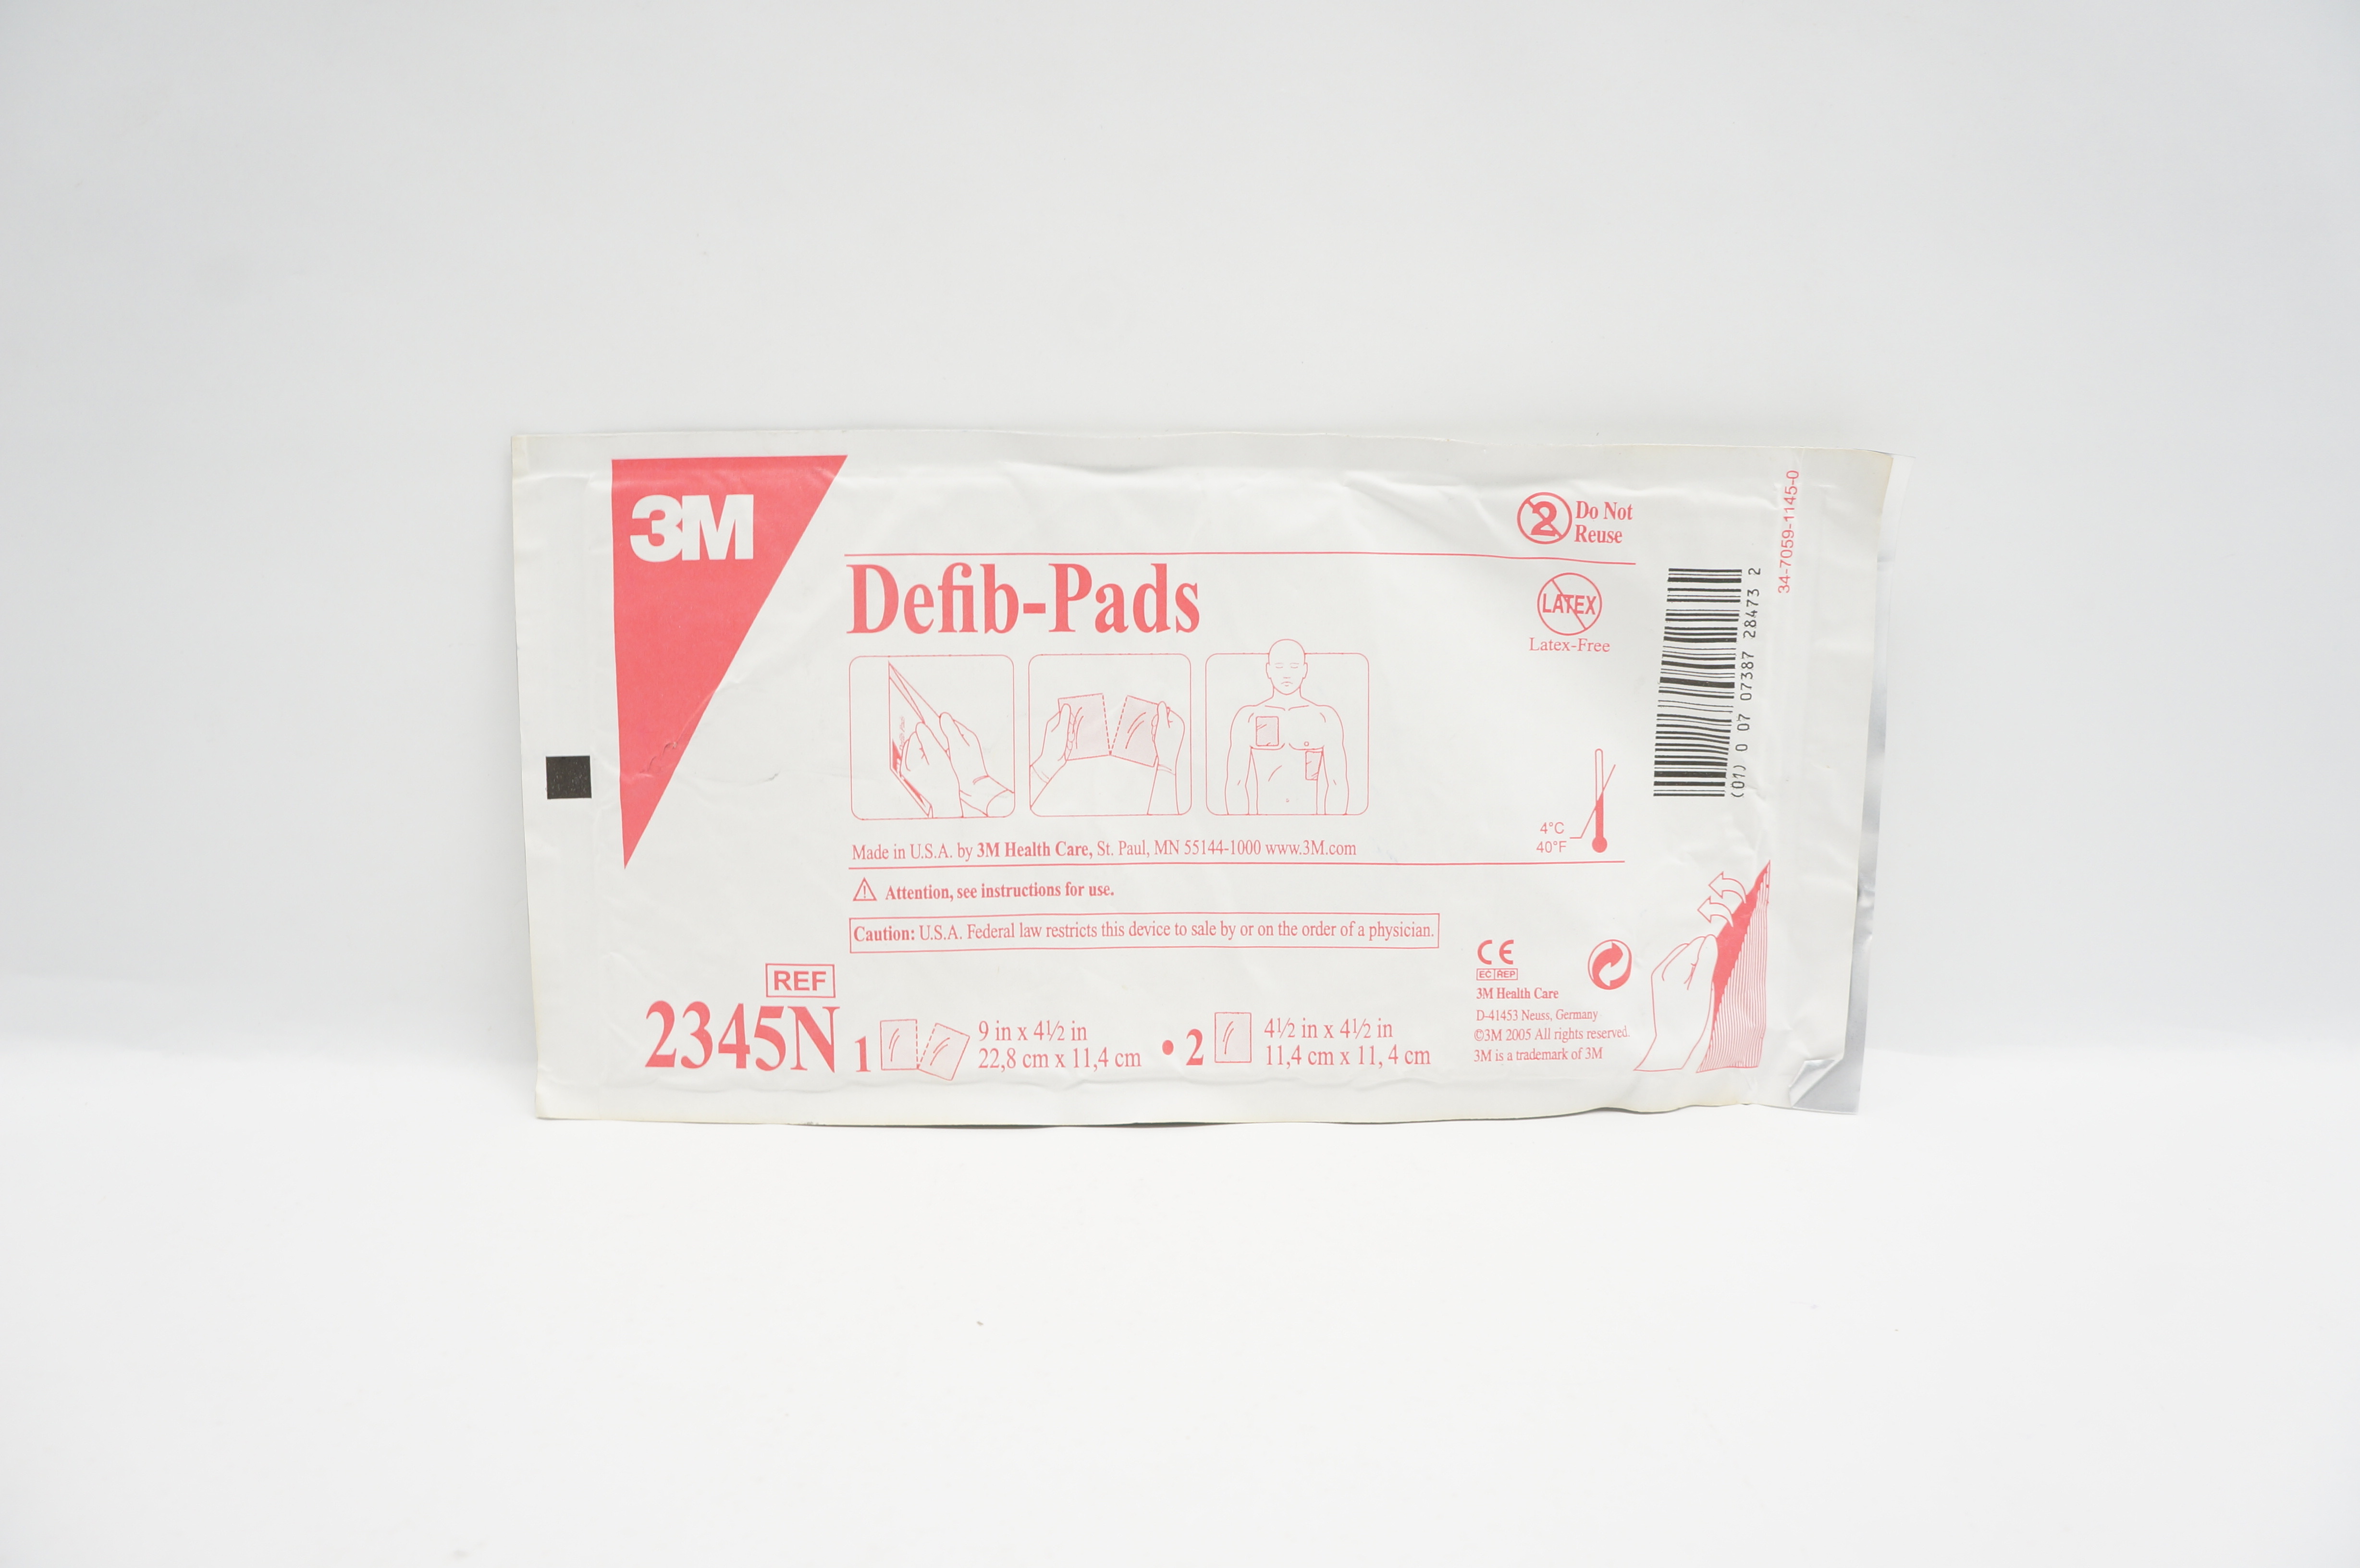 3M
Do Not
Reuse
Defib-Pads
LATEX
Latex-Free
4°C
40°F
Made in U.S.A. by 3M Health Care, St. Paul, MN 55144-1000 www.3M.com
Attention, see instructions for use.
Caution: U.S.A. Federal law restricts this device to sale by or on the order of a physician.
REF
2345N
1 9 in x 4½ in
22,8 cm x 11,4 cm
• 2 4½ in x 4½ in
11,4 cm x 11, 4 cm
CE
EC REP
3M Health Care
D-41453 Neuss, Germany
©3M 2005 All rights reserved.
3M is a trademark of 3M
(01) 0 07 07387 28473 2
34-7059-1145-0